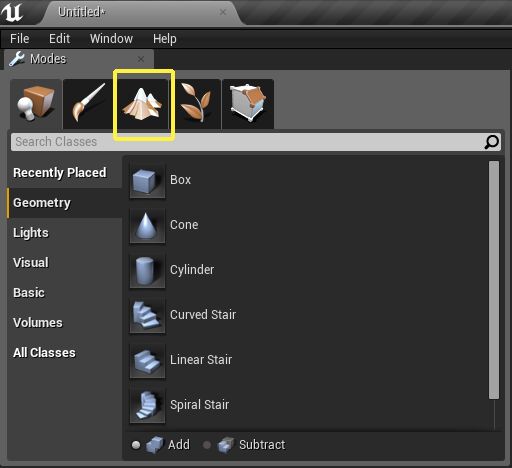 Untitled*
File Edit Window Help
Modes
Search Classes
Recently Placed
Geometry
Lights
Visual
Basic
Volumes
All Classes
Box
Cone
Cylinder
Curved Stair
Linear Stair
Spiral Stair
Add Subtract